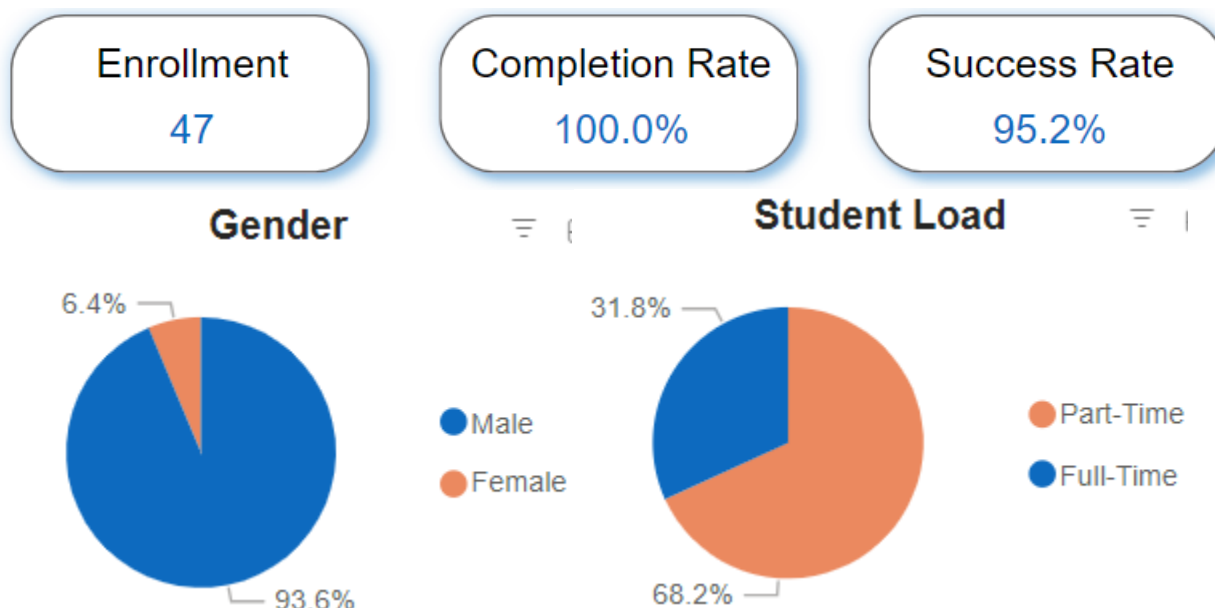 Enrollment
47
Completion Rate
100.0%
Success Rate
95.2%
Gender
6.4%
Male
Female
93.6%
Student Load
31.8%
Part-Time
Full-Time
68.2%